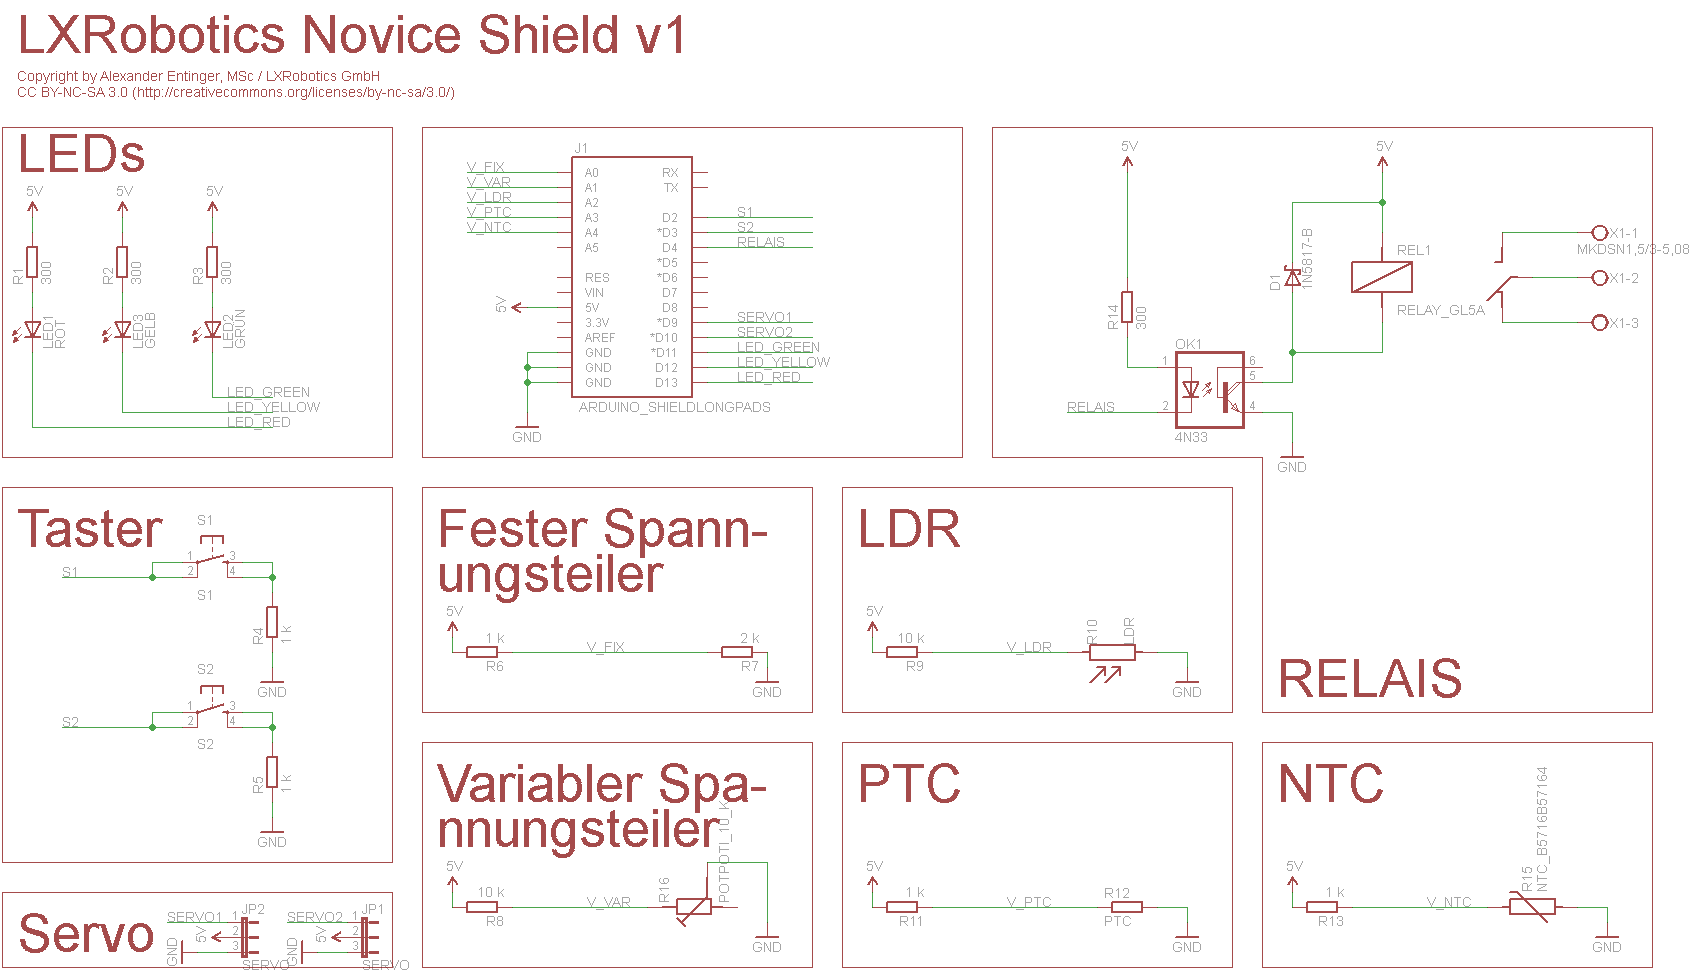 LXRobotics Novice Shield v1
Copyright by Alexander Entinger, MSc / LXRobotics GmbH
CC BY-NC-SA 3.0 (http://creativecommons.org/licenses/by-nc-sa/3.0/)
LEDs
5V
5V
5V
R1
300
R2
300
R3
300
LED1
ROT
LED3
GELB
LED2
GRUN
LED_GREEN
LED_YELLOW
LED_RED
J1
V_FIX
A0
RX
V_VAR
A1
TX
V_LDR
A2
V_PTC
A3
D2
S1
V_NTC
A4
*D3
S2
A5
D4
RELAIS
*D5
RES
*D6
VIN
D7
5V
5V
D8
3.3V
*D9
SERVO1
AREF
*D10
SERVO2
GND
*D11
LED_GREEN
GND
D12
LED_YELLOW
GND
D13
LED_RED
ARDUINO_SHIELDLONGPADS
GND
5V
5V
R14
300
D1
1N5817-B
REL1
RELAY_GL5A
X1-1
MKDSN1,5/3-5,08
X1-2
X1-3
OK1
1
6
5
RELAIS
2
4
4N33
GND
RELAIS
Taster
S1
1
3
S1
2
4
S1
R4
1 k
GND
S2
1
3
S2
2
4
S2
R5
1 k
GND
Fester Spann-
ungsteiler
5V
1 k
R6
V_FIX
2 k
R7
GND
LDR
5V
10 k
R9
V_LDR
R10
LDR
GND
Variabler Spa-
nnungsteiler
5V
10 k
R8
V_VAR
R16
POTPOTI_10_K
GND
PTC
5V
1 k
R11
V_PTC
R12
PTC
GND
NTC
5V
1 k
R13
V_NTC
R15
NTC_B5716B57164
GND
Servo
SERVO1
1
JP2
5V
2
GND
3
SERVO
SERVO2
1
JP1
5V
2
GND
3
SERVO